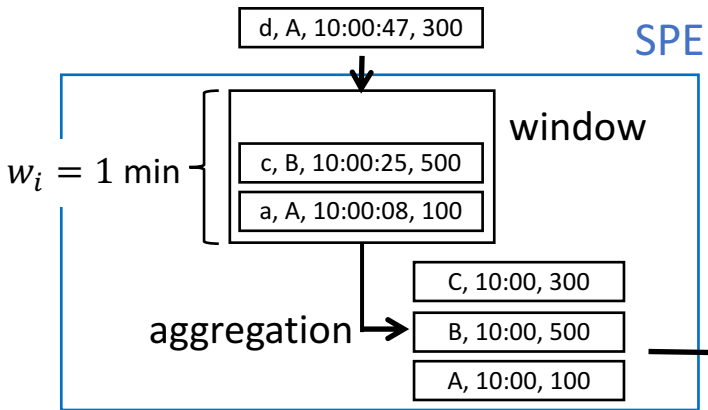 d, A, 10:00:47, 300
SPE
window
c, B, 10:00:25, 500
w_i = 1 min
a, A, 10:00:08, 100
C, 10:00, 300
aggregation
B, 10:00, 500
A, 10:00, 100